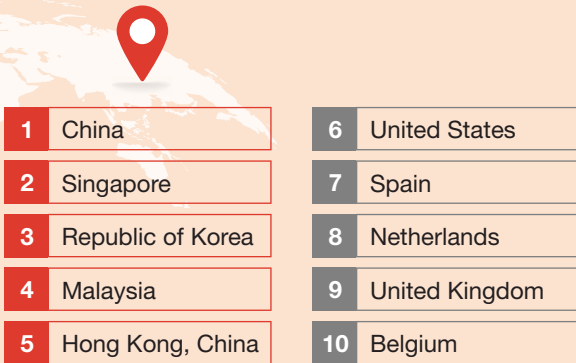 1 China
2 Singapore
3 Republic of Korea
4 Malaysia
5 Hong Kong, China
6 United States
7 Spain
8 Netherlands
9 United Kingdom
10 Belgium